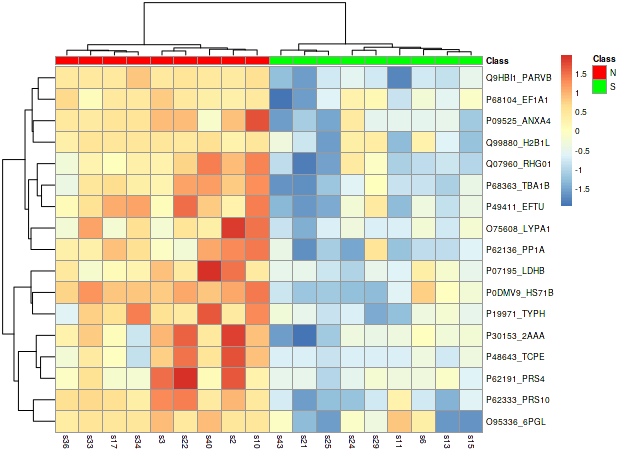 Class
Q9HBI1_PARVB
P68104_EF1A1
P09525_ANXA4
Q99880_H2B1L
Q07960_RHG01
P68363_TBA1B
P49411_EFTU
O75608_LYPA1
P62136_PP1A
P07195_LDHB
P0DMV9_HS71B
P19971_TYPH
P30153_2AAA
P48643_TCPE
P62191_PRS4
P62333_PRS10
O95336_6PGL
s36 s33 s17 s34 s3 s22 s40 s2 s10 s43 s21 s25 s24 s29 s11 s6 s13 s15
1.5
1
0.5
0
-0.5
-1
-1.5
Class
N
S